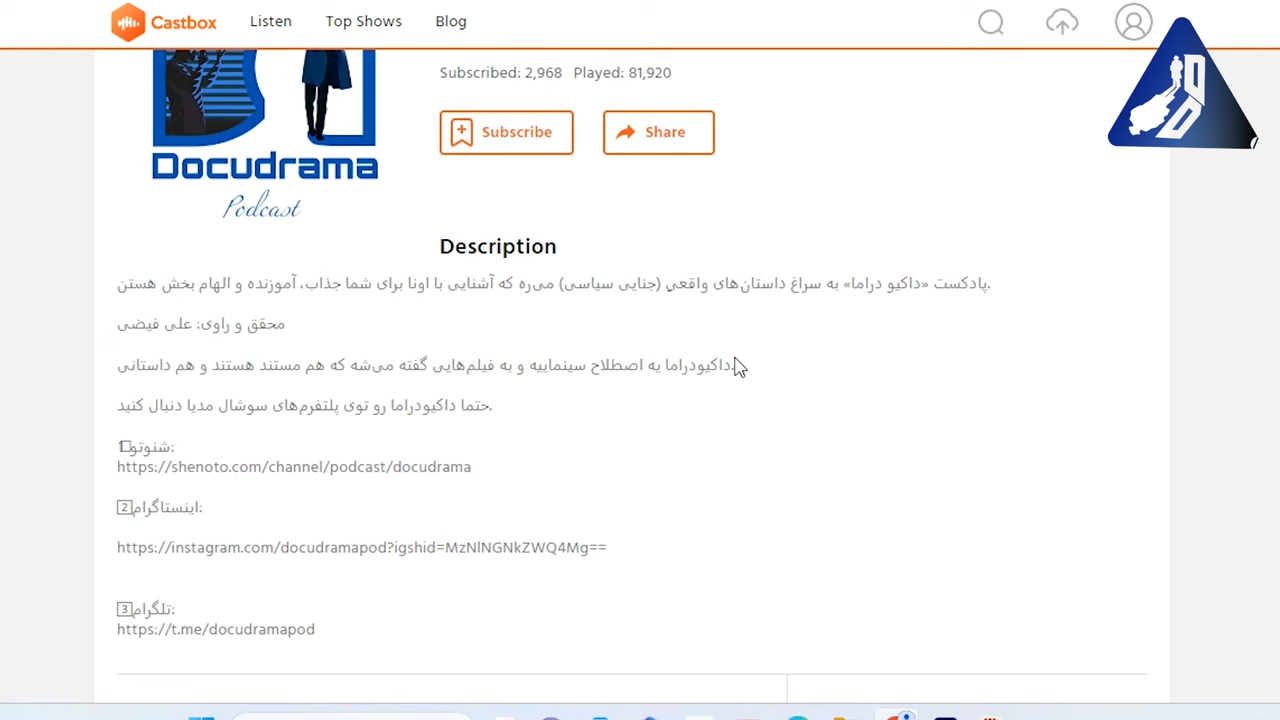 Castbox
Listen
Top Shows
Blog
Subscribed: 2,968 Played: 81,920
Subscribe
Share
Docudrama
Podcast
Description
پادکست «داکیو دراما» به سراغ داستان‌های واقعی (جنایی سیاسی) می‌ره که آشنایی با اونا برای شما جذاب، آموزنده و الهام بخش هستن.
محقق و راوی: علی فیضی
داکیودراما یه اصطلاح سینماییه و به فیلم‌هایی گفته می‌شه که هم مستند هستند و هم داستانی.
حتما داکیودراما رو توی پلتفرم‌های سوشال مدیا دنبال کنید.
1شنوتو:
https://shenoto.com/channel/podcast/docudrama
2اینستاگرام:
https://instagram.com/docudramapod?igshid=MzNlNGNkZWQ4Mg==
3تلگرام:
https://t.me/docudramapod